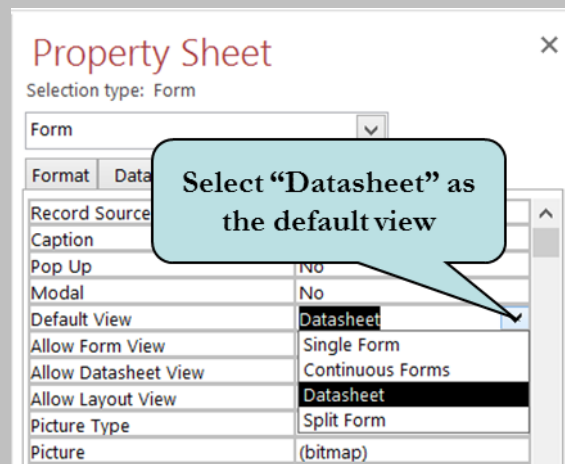 Property Sheet
Selection type: Form
Form
Format Data
Select “Datasheet” as
the default view
Record Source
Caption
Pop Up No
Modal No
Default View Datasheet
Allow Form View Single Form
Allow Datasheet View Continuous Forms
Allow Layout View Datasheet
Picture Type Split Form
Picture (bitmap)